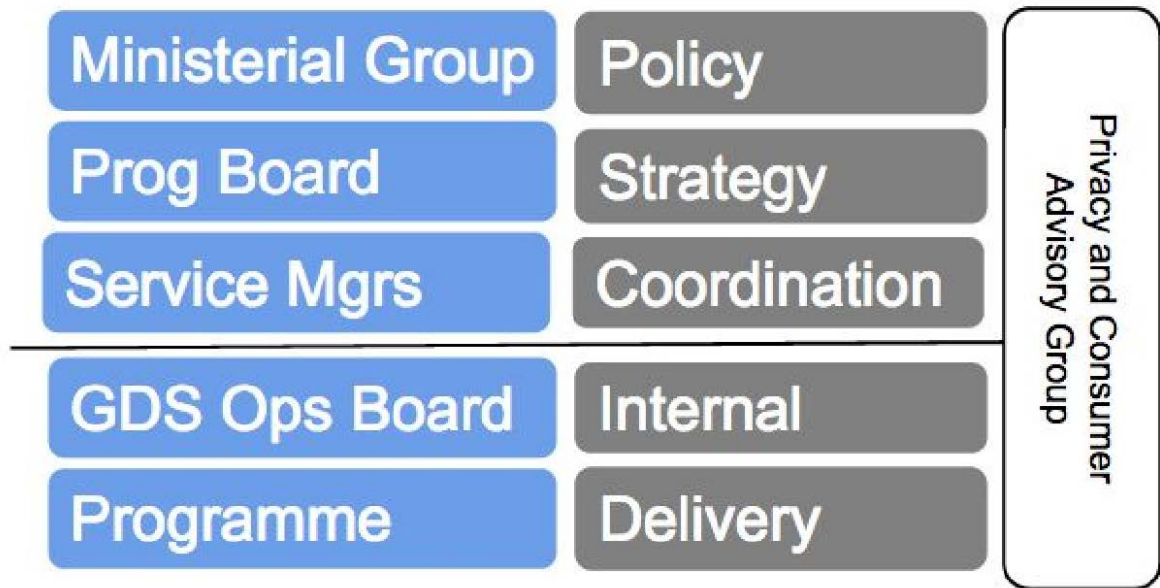 Ministerial Group
Policy
Prog Board
Strategy
Service Mgrs
Coordination
GDS Ops Board
Internal
Programme
Delivery
Privacy and Consumer
Advisory Group